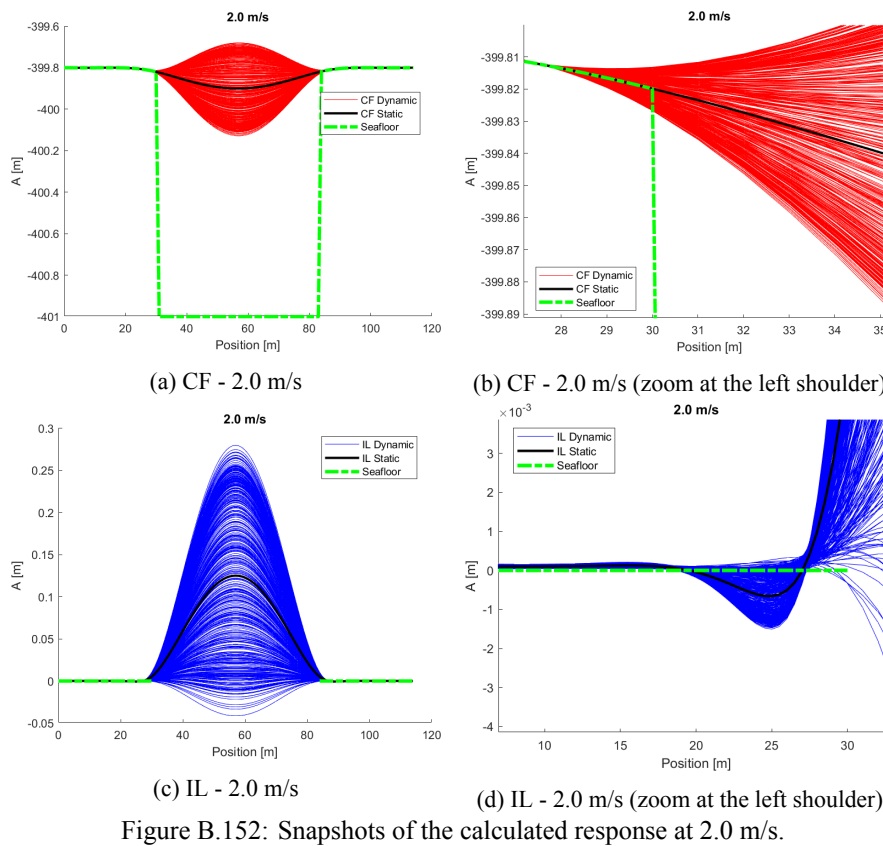 2.0 m/s
-399.6
-399.8
-400
-400.2
-400.4
-400.6
-400.8
-401
A [m]
CF Dynamic
CF Static
Seafloor
0 20 40 60 80 100 120
Position [m]
(a) CF - 2.0 m/s
2.0 m/s
-399.81
-399.82
-399.83
-399.84
-399.85
-399.86
-399.87
-399.88
-399.89
A [m]
CF Dynamic
CF Static
Seafloor
28 29 30 31 32 33 34 35
Position [m]
(b) CF - 2.0 m/s (zoom at the left shoulder)
2.0 m/s
0.3
0.25
0.2
0.15
0.1
0.05
0
-0.05
A [m]
IL Dynamic
IL Static
Seafloor
0 20 40 60 80 100 120
Position [m]
(c) IL - 2.0 m/s
×10-3
2.0 m/s
3
2
1
0
-1
-2
-3
-4
A [m]
IL Dynamic
IL Static
Seafloor
10 15 20 25 30
Position [m]
(d) IL - 2.0 m/s (zoom at the left shoulder)
Figure B.152: Snapshots of the calculated response at 2.0 m/s.